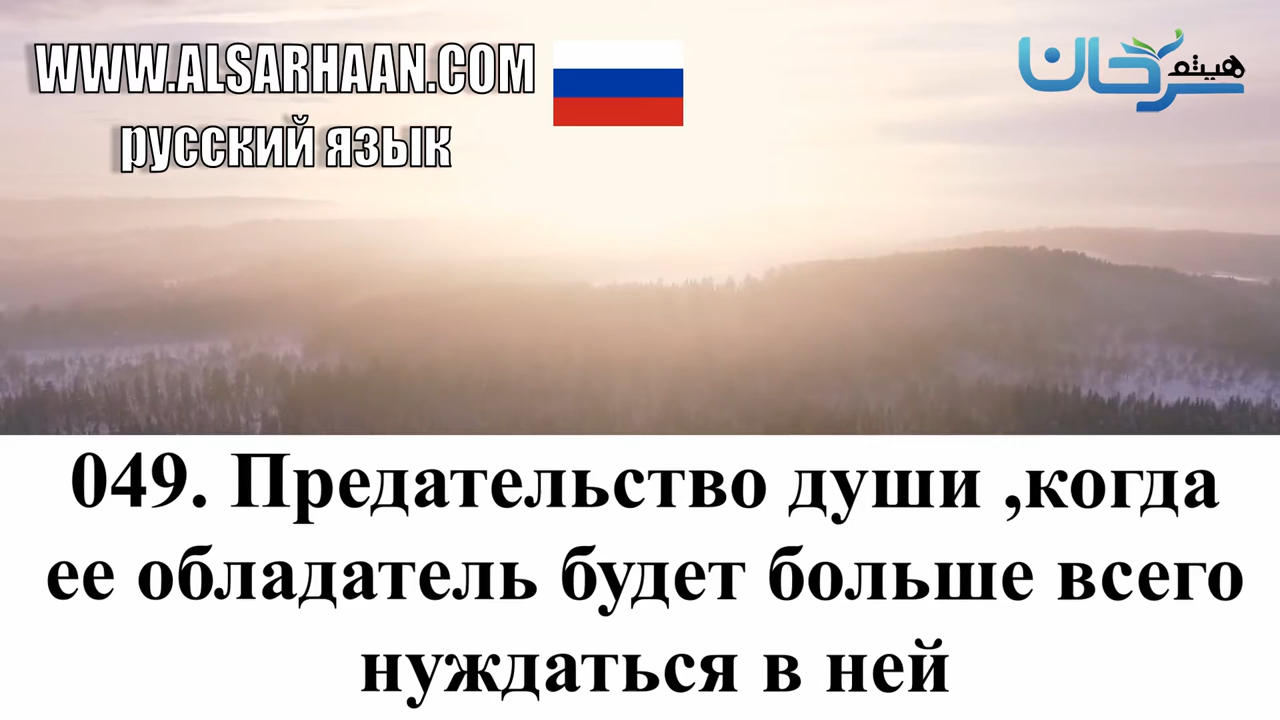 WWW.ALSARHAAN.COM
русский язык
هيثم
سرحان
049. Предательство души ,когда
ее обладатель будет больше всего
нуждаться в ней